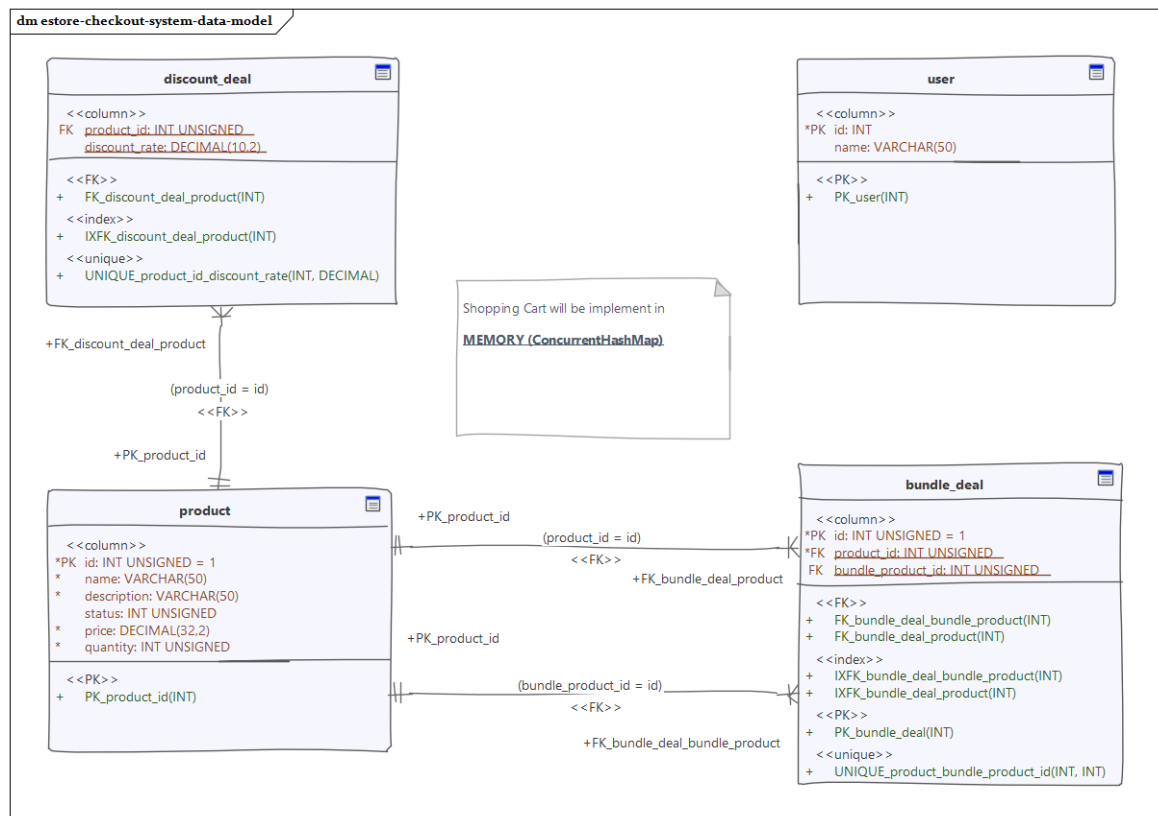 dm estore-checkout-system-data-model
discount_deal
<<column>>
FK product_id: INT UNSIGNED
discount_rate: DECIMAL(10,2)
<<FK>>
+ FK_discount_deal_product(INT)
<<index>>
+ IXFK_discount_deal_product(INT)
<<unique>>
+ UNIQUE_product_id_discount_rate(INT, DECIMAL)
user
<<column>>
*PK id: INT
name: VARCHAR(50)
<<PK>>
+ PK_user(INT)
Shopping Cart will be implement in
MEMORY (ConcurrentHashMap)
+FK_discount_deal_product
(product_id = id)
<<FK>>
+PK_product_id
product
<<column>>
*PK id: INT UNSIGNED = 1
* name: VARCHAR(50)
* description: VARCHAR(50)
status: INT UNSIGNED
* price: DECIMAL(32,2)
* quantity: INT UNSIGNED
<<PK>>
+ PK_product_id(INT)
+PK_product_id
(product_id = id)
<<FK>>
+FK_bundle_deal_product
+PK_product_id
(bundle_product_id = id)
<<FK>>
+FK_bundle_deal_bundle_product
bundle_deal
<<column>>
*PK id: INT UNSIGNED = 1
*FK product_id: INT UNSIGNED
FK bundle_product_id: INT UNSIGNED
<<FK>>
+ FK_bundle_deal_bundle_product(INT)
+ FK_bundle_deal_product(INT)
<<index>>
+ IXFK_bundle_deal_bundle_product(INT)
+ IXFK_bundle_deal_product(INT)
<<PK>>
+ PK_bundle_deal(INT)
<<unique>>
+ UNIQUE_product_bundle_product_id(INT, INT)